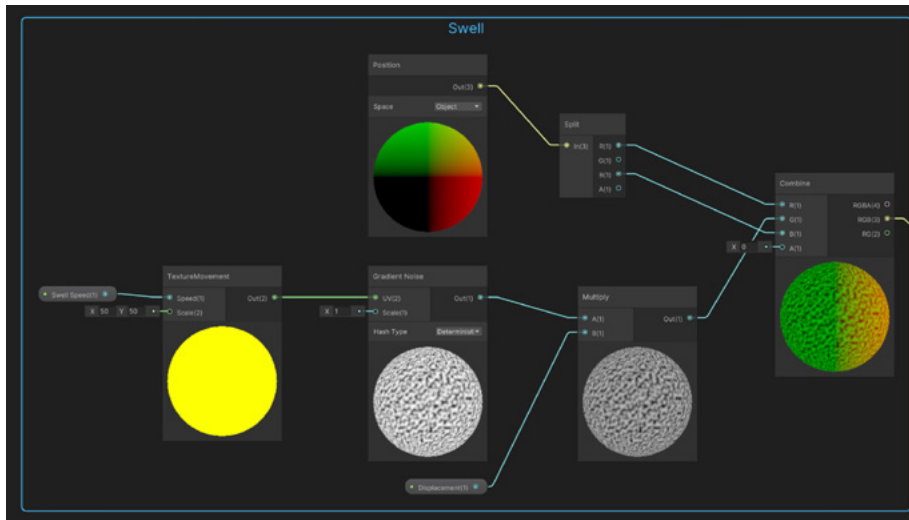 Swell
Position
Out(3)
Space Object
Split
In(3) R(1)
G(1)
B(1)
A(1)
Combine
R(1) RGBA(4)
G(1) RGB(3)
B(1) RG(2)
X 0 A(1)
TextureMovement
Swell Speed(1) Speed(1) Out(2)
X 50 Y 50 Scale(2)
Gradient Noise
UV(2) Out(1)
X 1 Scale(1)
Hash Type Determinist
Multiply
A(1) Out(1)
B(1)
Displacement(1)